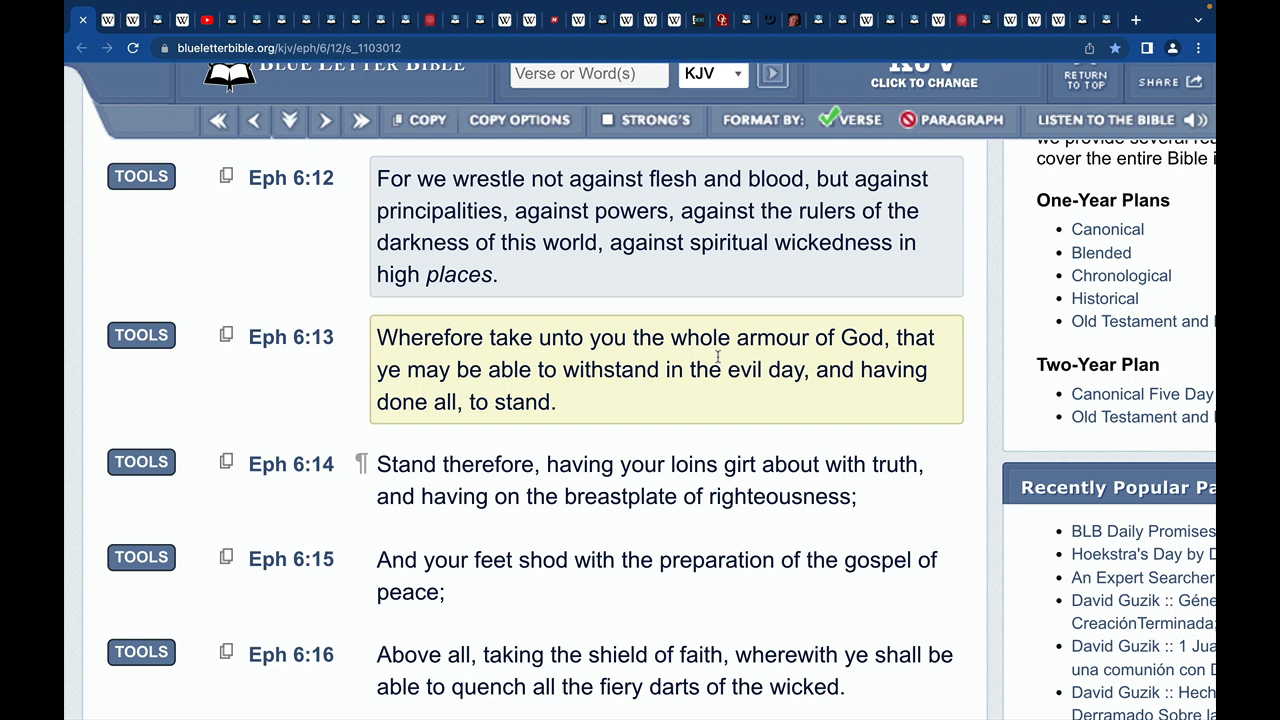 blueletterbible.org/kjv/eph/6/12/s_1103012
BLUE LETTER BIBLE
Verse or Word(s)
KJV
KJV
CLICK TO CHANGE
RETURN
TO TOP
SHARE
COPY
COPY OPTIONS
STRONG'S
FORMAT BY:
VERSE
PARAGRAPH
LISTEN TO THE BIBLE
TOOLS
Eph 6:12
For we wrestle not against flesh and blood, but against
principalities, against powers, against the rulers of the
darkness of this world, against spiritual wickedness in
high places.
TOOLS
Eph 6:13
Wherefore take unto you the whole armour of God, that
ye may be able to withstand in the evil day, and having
done all, to stand.
TOOLS
Eph 6:14
¶ Stand therefore, having your loins girt about with truth,
and having on the breastplate of righteousness;
TOOLS
Eph 6:15
And your feet shod with the preparation of the gospel of
peace;
TOOLS
Eph 6:16
Above all, taking the shield of faith, wherewith ye shall be
able to quench all the fiery darts of the wicked.
we provide several rea
cover the entire Bible i
One-Year Plans
Canonical
Blended
Chronological
Historical
Old Testament and
Two-Year Plan
Canonical Five Day
Old Testament and
Recently Popular Pa
BLB Daily Promises
Hoekstra's Day by D
An Expert Searcher
David Guzik :: Géne
CreaciónTerminada;
David Guzik :: 1 Jua
una comunión con D
David Guzik :: Hech
Derramado Sobre la